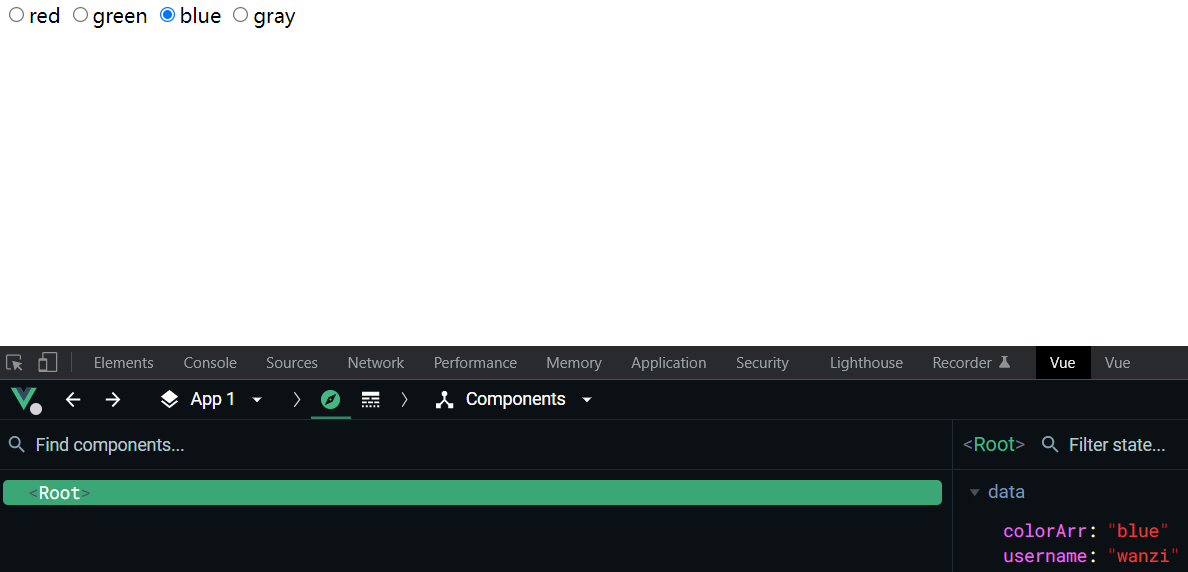 red green blue gray
Elements Console Sources Network Performance Memory Application Security Lighthouse Recorder Vue Vue
App 1 Components
Find components... <Root> Filter state...
<Root>
data
colorArr: "blue"
username: "wanzi"